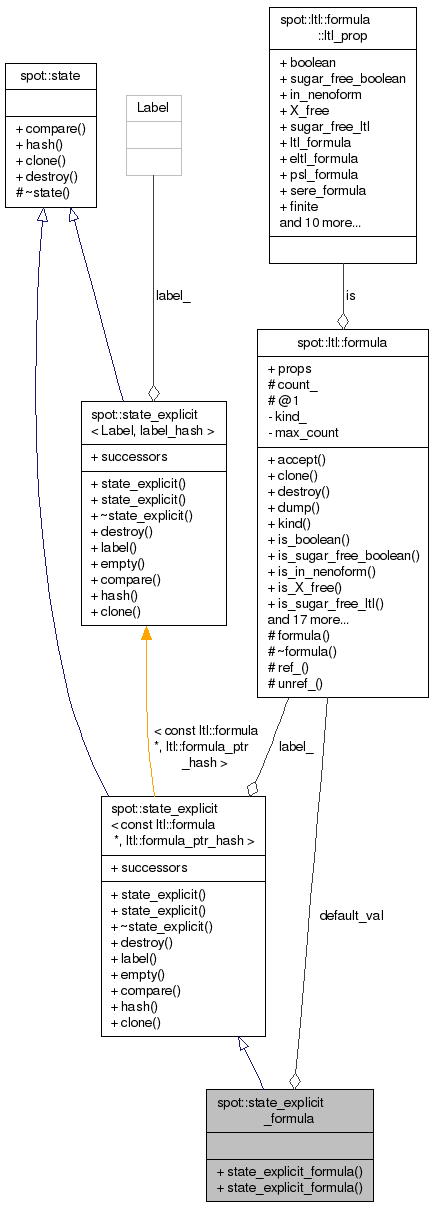 spot::ltl::formula
::ltl_prop
+ boolean
+ sugar_free_boolean
+ in_nenoform
+ X_free
+ sugar_free_ltl
+ ltl_formula
+ eltl_formula
+ psl_formula
+ sere_formula
+ finite
and 10 more...
spot::state
+ compare()
+ hash()
+ clone()
+ destroy()
# ~state()
Label
label_
is
spot::ltl::formula
+ props
# count_
# @1
- kind_
- max_count
+ accept()
+ clone()
+ destroy()
+ dump()
+ kind()
+ is_boolean()
+ is_sugar_free_boolean()
+ is_in_nenoform()
+ is_X_free()
+ is_sugar_free_ltl()
and 17 more...
# formula()
# ~formula()
# ref_()
# unref_()
spot::state_explicit
< Label, label_hash >
+ successors
+ state_explicit()
+ state_explicit()
+ ~state_explicit()
+ destroy()
+ label()
+ empty()
+ compare()
+ hash()
+ clone()
< const ltl::formula
*, ltl::formula_ptr
_hash >
label_
spot::state_explicit
< const ltl::formula
*, ltl::formula_ptr_hash >
+ successors
+ state_explicit()
+ state_explicit()
+ ~state_explicit()
+ destroy()
+ label()
+ empty()
+ compare()
+ hash()
+ clone()
default_val
spot::state_explicit
_formula
+ state_explicit_formula()
+ state_explicit_formula()